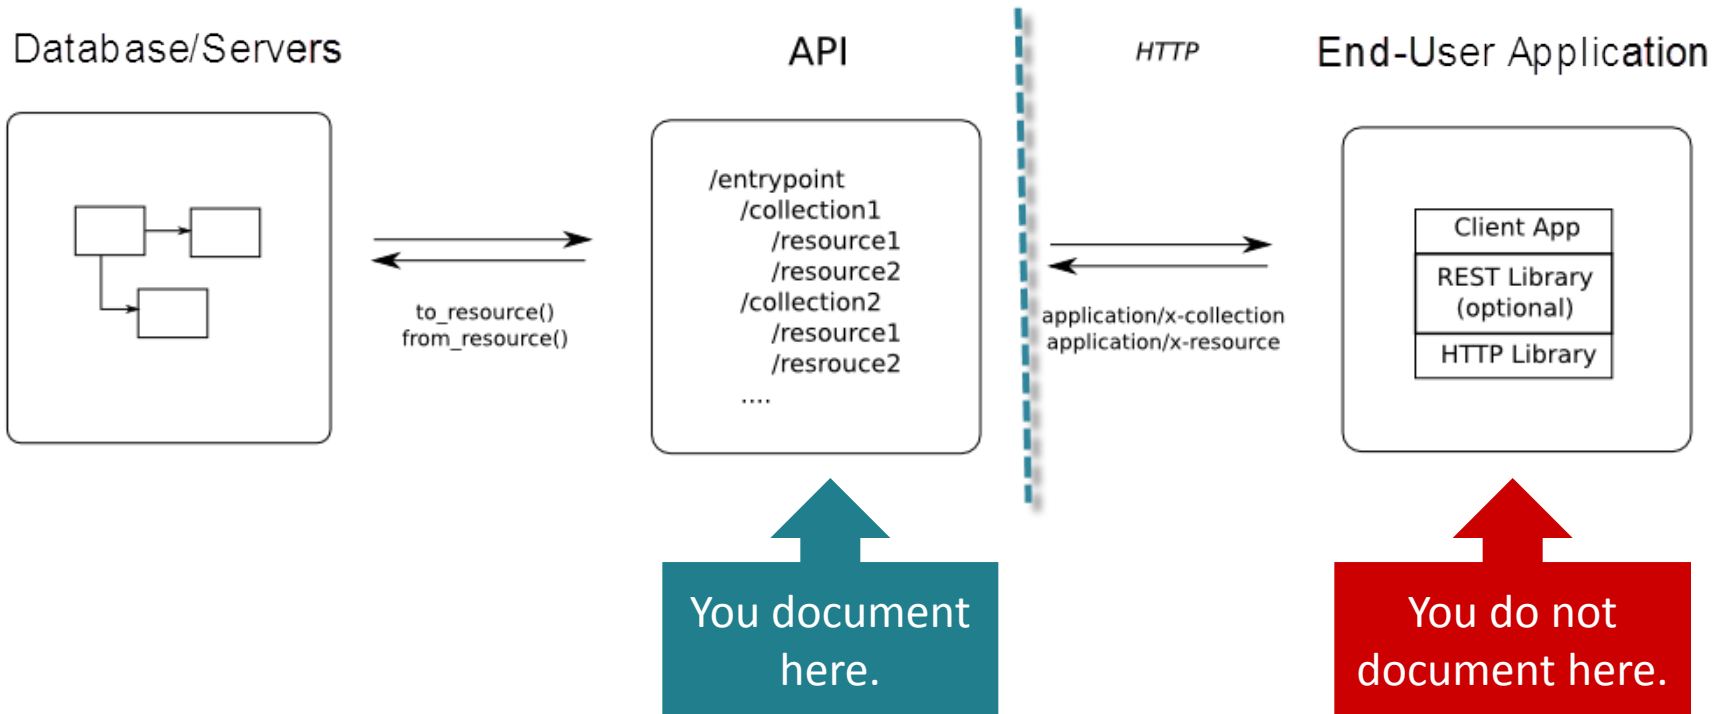 Database/Servers
API
HTTP
End-User Application
/entrypoint
/collection1
/resource1
/resource2
/collection2
/resource1
/resrouce2
....
to_resource()
from_resource()
application/x-collection
application/x-resource
Client App
REST Library
(optional)
HTTP Library
You document
here.
You do not
document here.